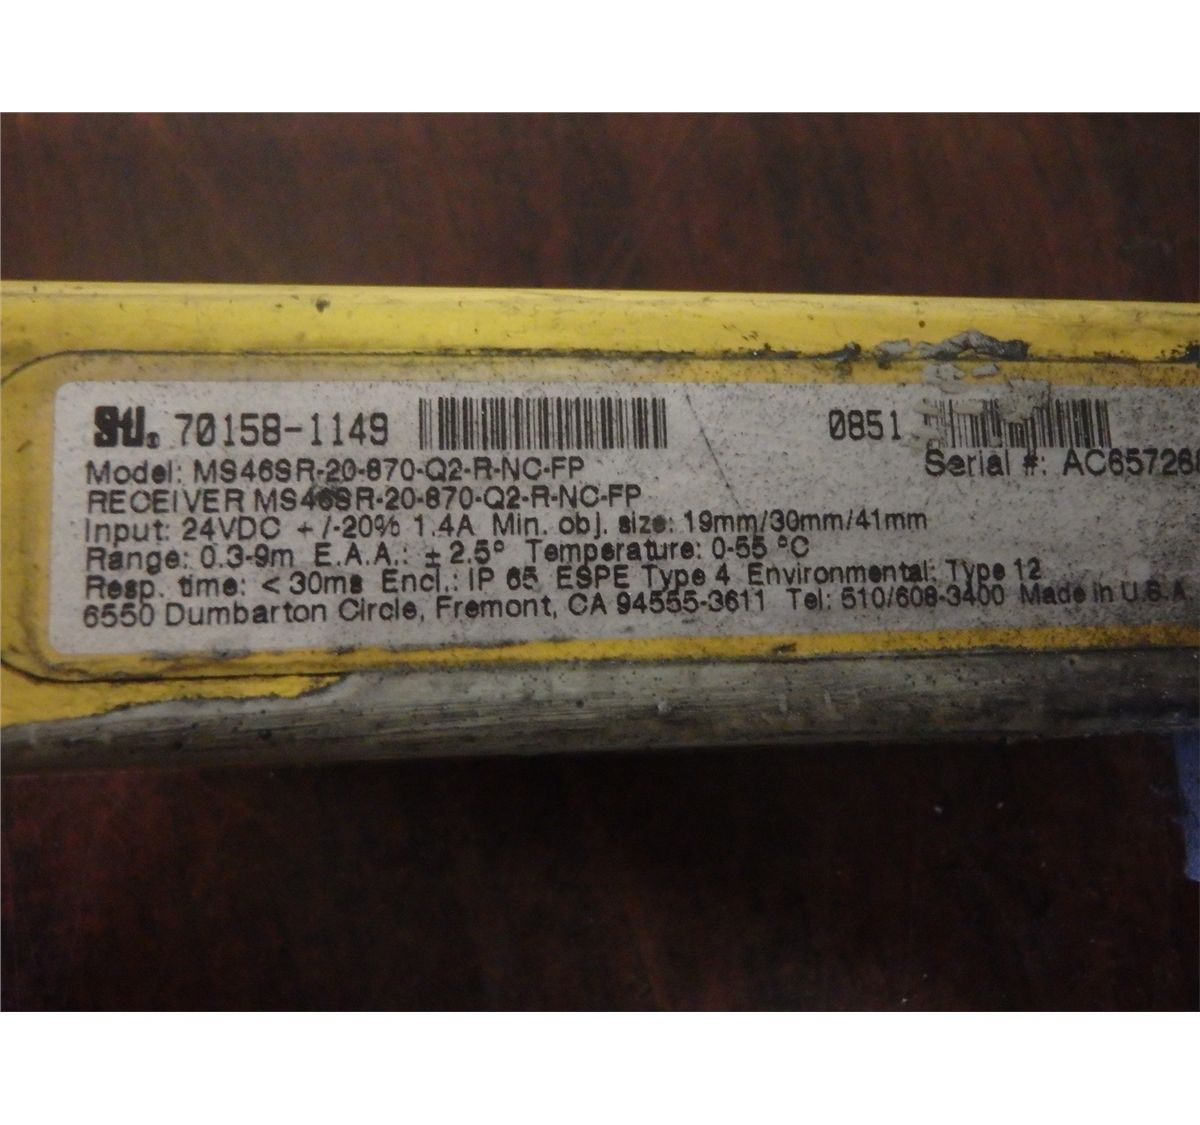 STI. 70158-1149 0851
Model: MS46SR-20-870-Q2-R-NC-FP Serial #: AC65726
RECEIVER MS46SR-20-870-Q2-R-NC-FP
Input: 24VDC +/-20% 1.4A Min. obj. size: 19mm/30mm/41mm
Range: 0.3-9m E.A.A.: ± 2.5° Temperature: 0-55 °C
Resp. time: < 30ms Encl.: IP 65 ESPE Type 4 Environmental: Type 12
6550 Dumbarton Circle, Fremont, CA 94555-3611 Tel: 510/608-3400 Made in U.S.A.